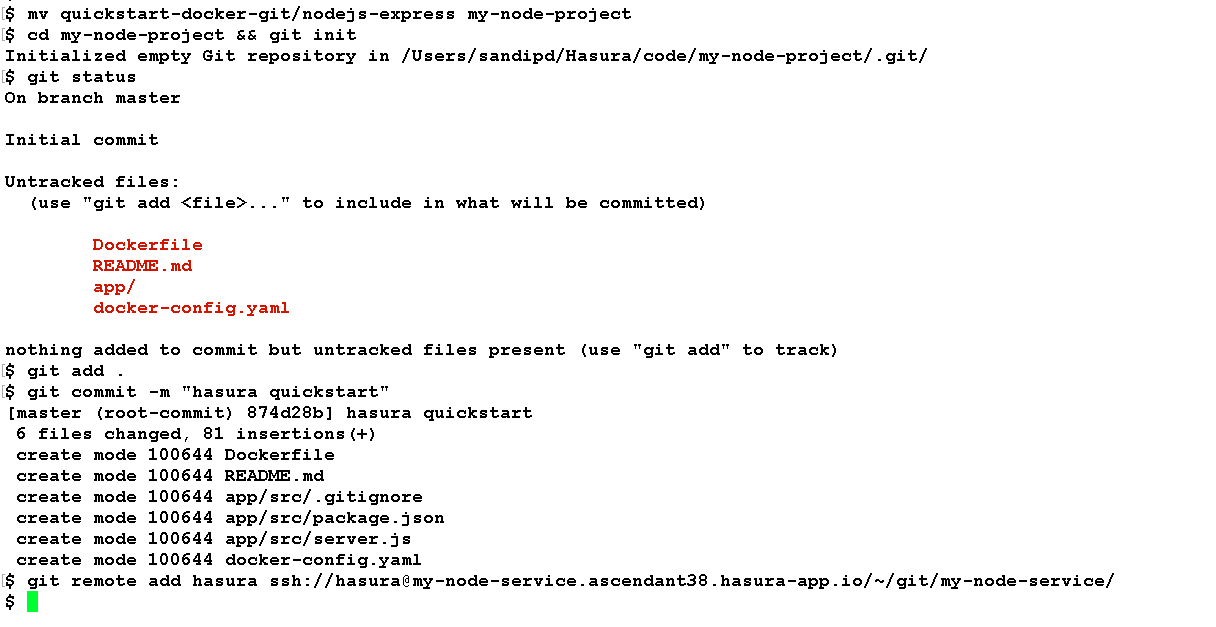 $ mv quickstart-docker-git/nodejs-express my-node-project
$ cd my-node-project && git init
Initialized empty Git repository in /Users/sandipd/Hasura/code/my-node-project/.git/
$ git status
On branch master
Initial commit
Untracked files:
(use "git add <file>..." to include in what will be committed)
Dockerfile
README.md
app/
docker-config.yaml
nothing added to commit but untracked files present (use "git add" to track)
$ git add .
$ git commit -m "hasura quickstart"
[master (root-commit) 874d28b] hasura quickstart
6 files changed, 81 insertions(+)
create mode 100644 Dockerfile
create mode 100644 README.md
create mode 100644 app/src/.gitignore
create mode 100644 app/src/package.json
create mode 100644 app/src/server.js
create mode 100644 docker-config.yaml
$ git remote add hasura ssh://hasura@my-node-service.ascendant38.hasura-app.io/~/git/my-node-service/
$